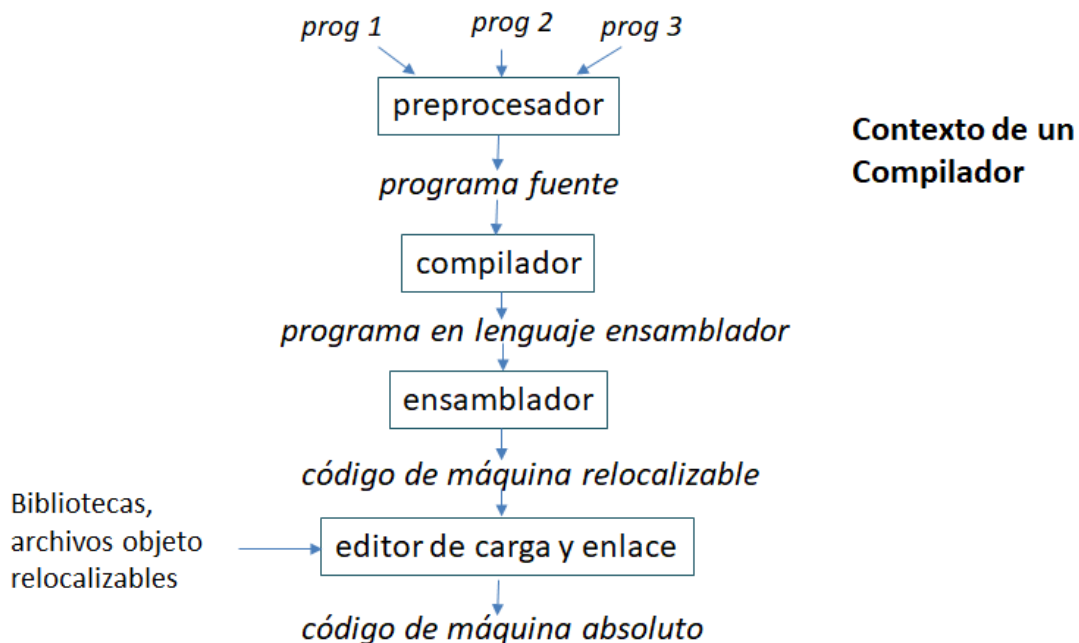 prog 1
prog 2
prog 3
preprocesador
Contexto de un
Compilador
programa fuente
compilador
programa en lenguaje ensamblador
ensamblador
código de máquina relocalizable
Bibliotecas,
archivos objeto
relocalizables
editor de carga y enlace
código de máquina absoluto